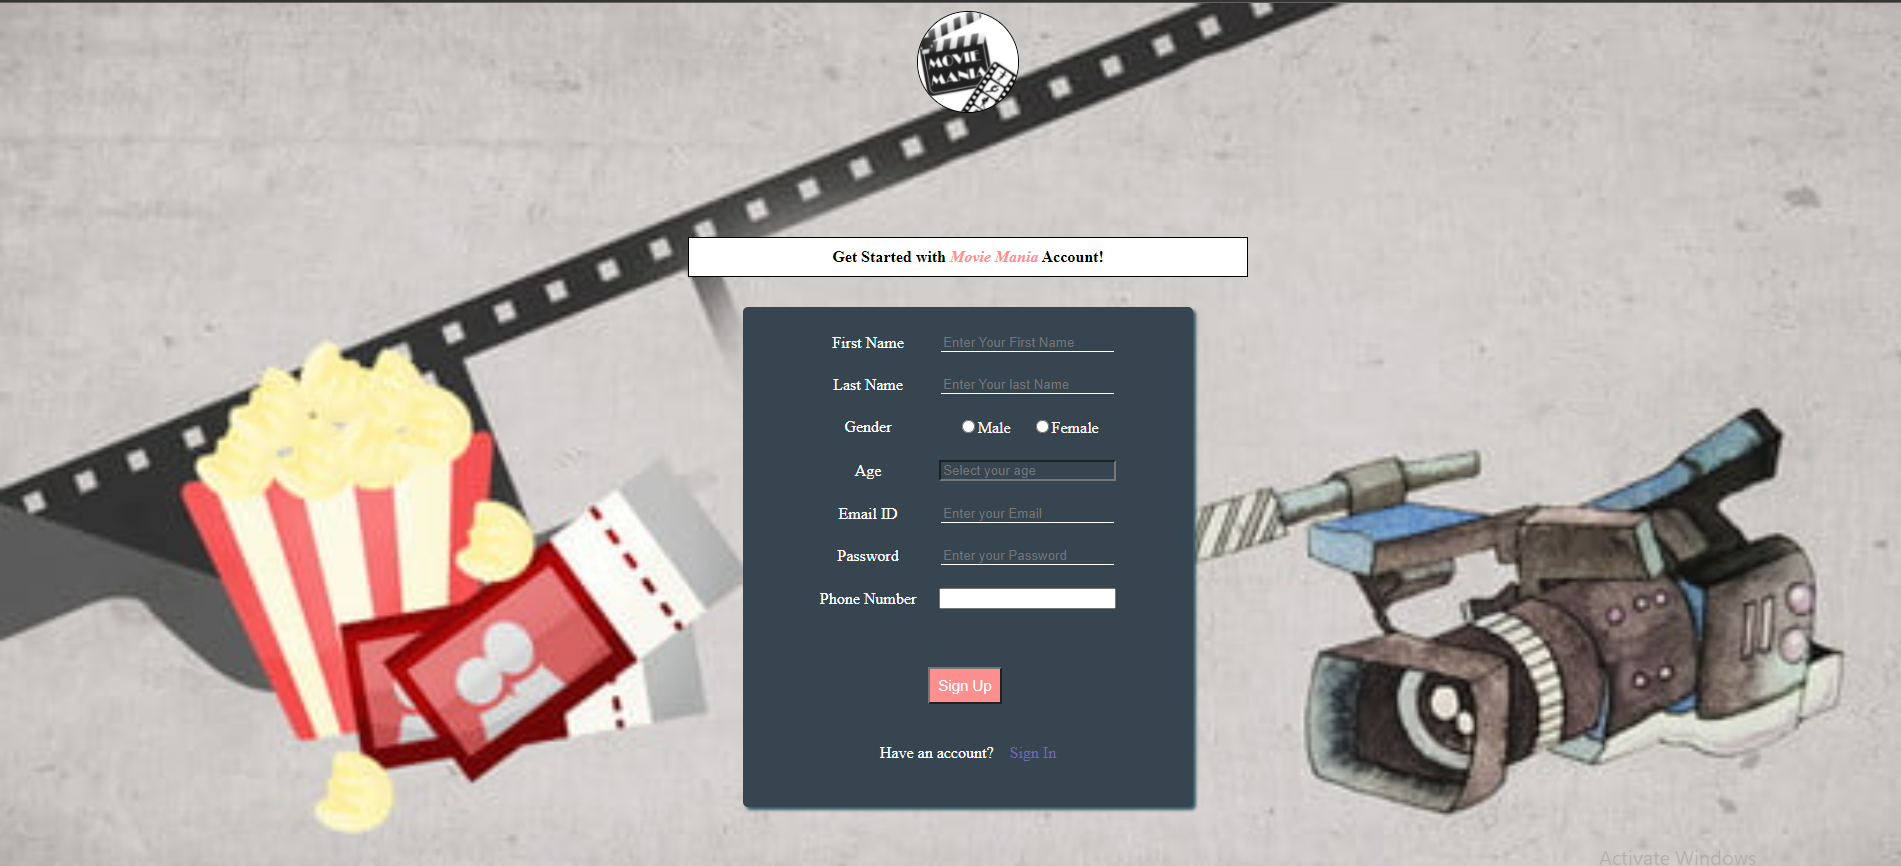 MOVIE
MANIA
Get Started with Movie Mania Account!
First Name Enter Your First Name
Last Name Enter Your last Name
Gender Male Female
Age Select your age
Email ID Enter your Email
Password Enter your Password
Phone Number
Sign Up
Have an account? Sign In
Activate Windows